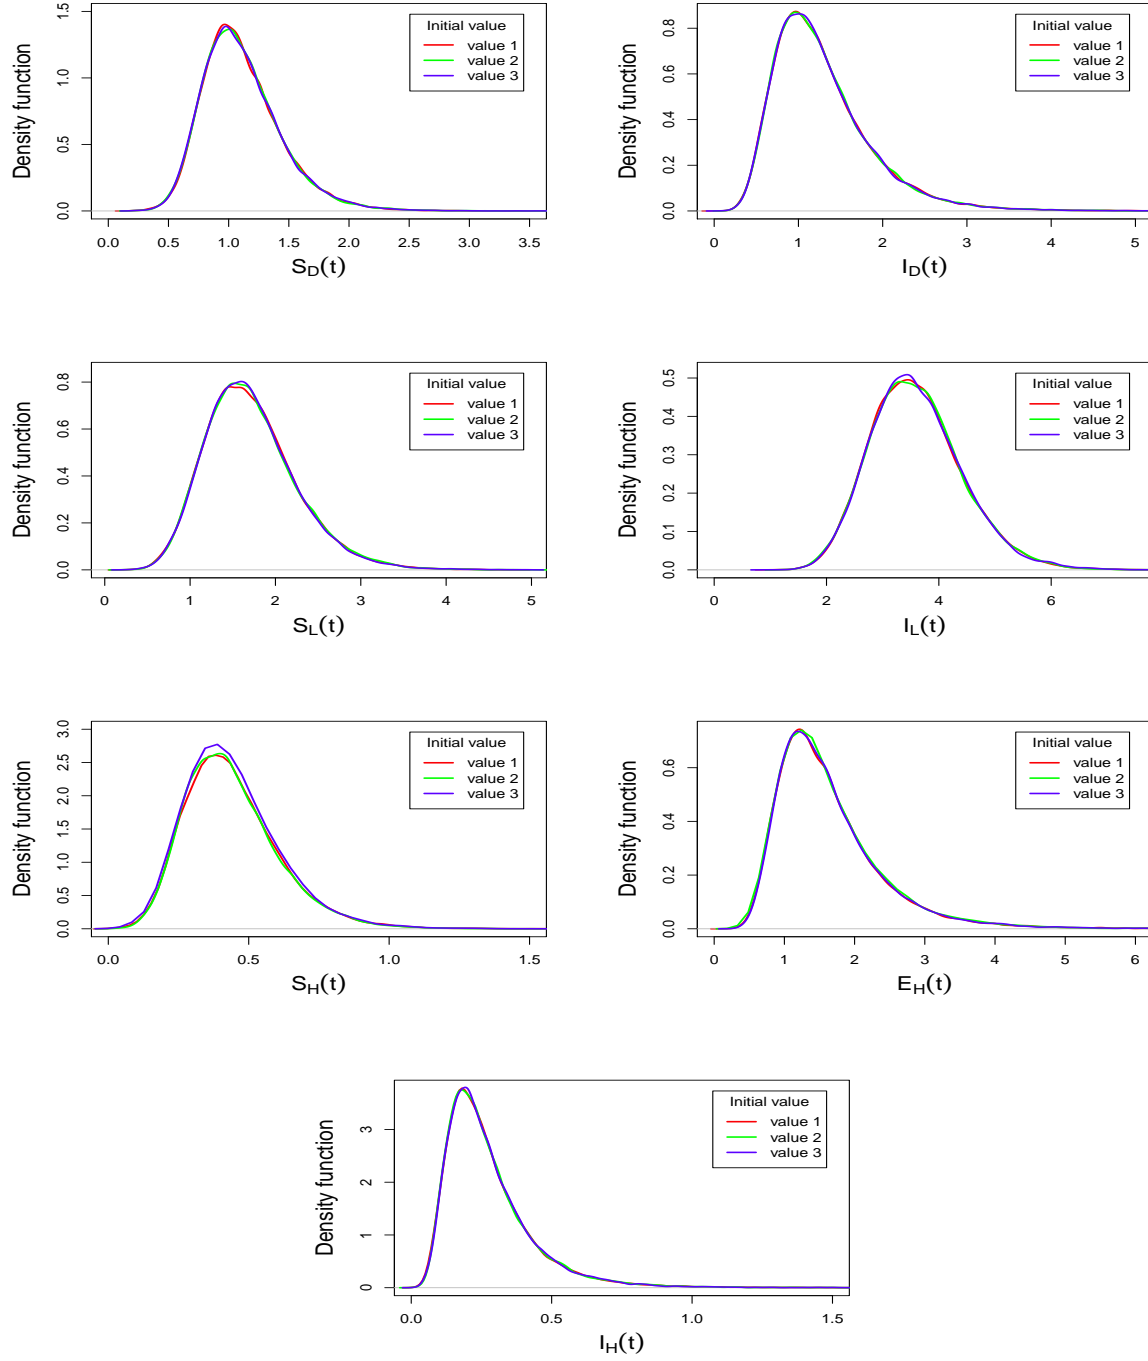 Density function
0.0 0.5 1.0 1.5
Initial value
value 1
value 2
value 3
0.0 0.5 1.0 1.5 2.0 2.5 3.0 3.5
S_D(t)
Density function
0.0 0.2 0.4 0.6 0.8
Initial value
value 1
value 2
value 3
0 1 2 3 4 5
I_D(t)
Density function
0.0 0.2 0.4 0.6 0.8
Initial value
value 1
value 2
value 3
0 1 2 3 4 5
S_L(t)
Density function
0.0 0.1 0.2 0.3 0.4 0.5
Initial value
value 1
value 2
value 3
0 2 4 6
I_L(t)
Density function
0.0 0.5 1.0 1.5 2.0 2.5 3.0
Initial value
value 1
value 2
value 3
0.0 0.5 1.0 1.5
S_H(t)
Density function
0.0 0.2 0.4 0.6
Initial value
value 1
value 2
value 3
0 1 2 3 4 5 6
E_H(t)
Density function
0 1 2 3
Initial value
value 1
value 2
value 3
0.0 0.5 1.0 1.5
I_H(t)